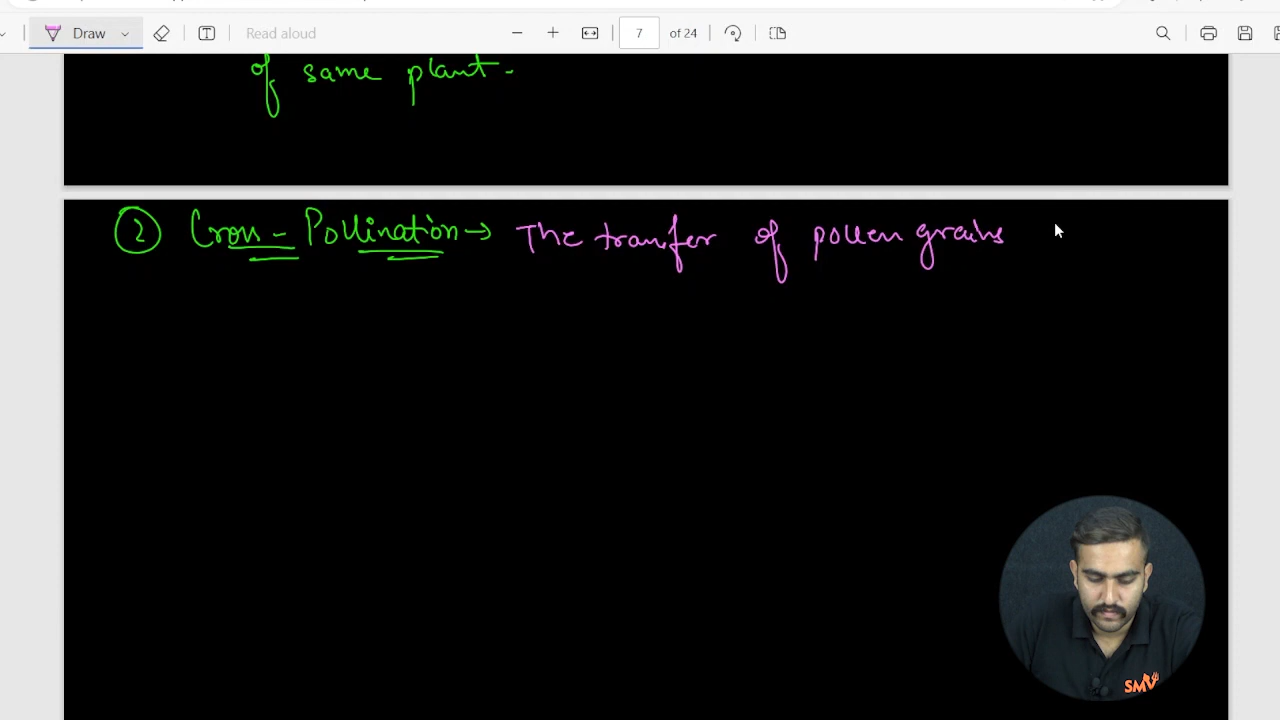 Draw
Read aloud
7 of 24
of same plant.
② Cross-Pollination → The transfer of pollen grains
SMV